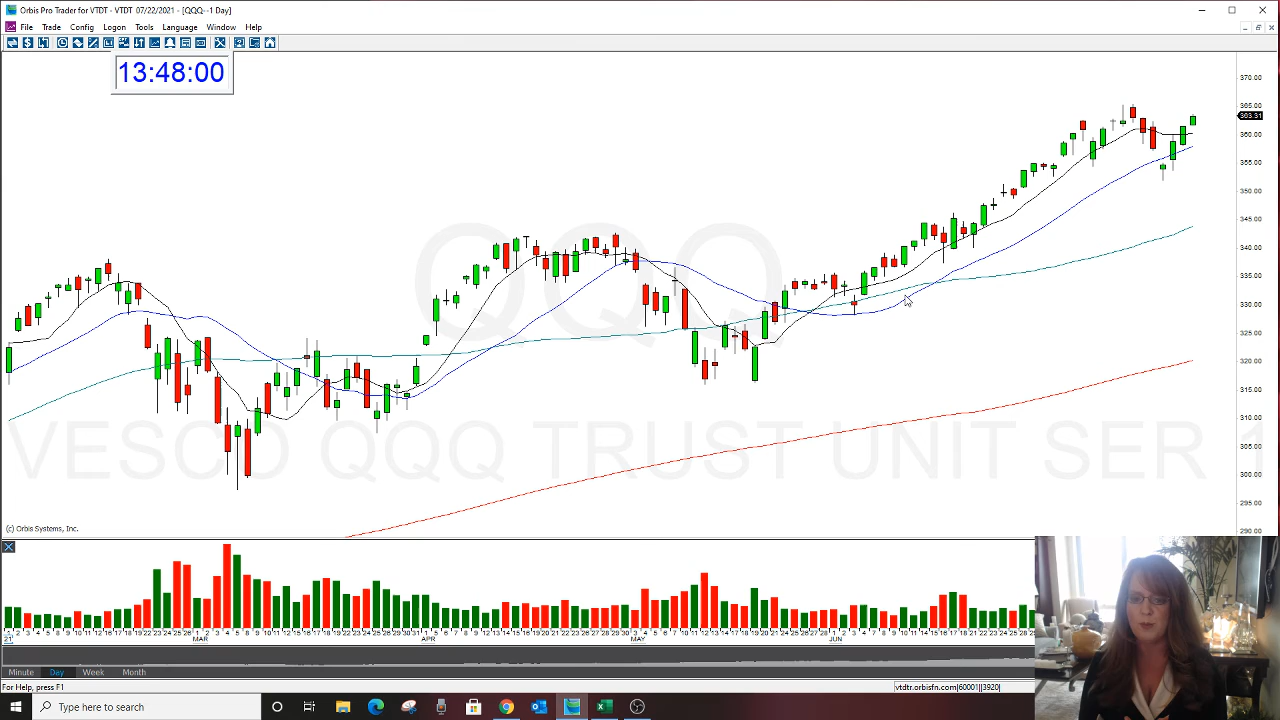 Orbis Pro Trader for VTDT - VTDT 07/22/2021 - [QQQ--1 Day]
File Trade Config Logon Tools Language Window Help
13:48:00
370.00
365.00
363.31
360.00
355.00
350.00
345.00
340.00
335.00
330.00
325.00
320.00
315.00
310.00
305.00
300.00
295.00
290.00
QQQ
VESCO QQQ TRUST UNIT SER 1
(c) Orbis Systems, Inc.
21 MAR APR MAY JUN
Minute Day Week Month
For Help, press F1
vtdtr.orbisfn.com|60001||3920|
Type here to search